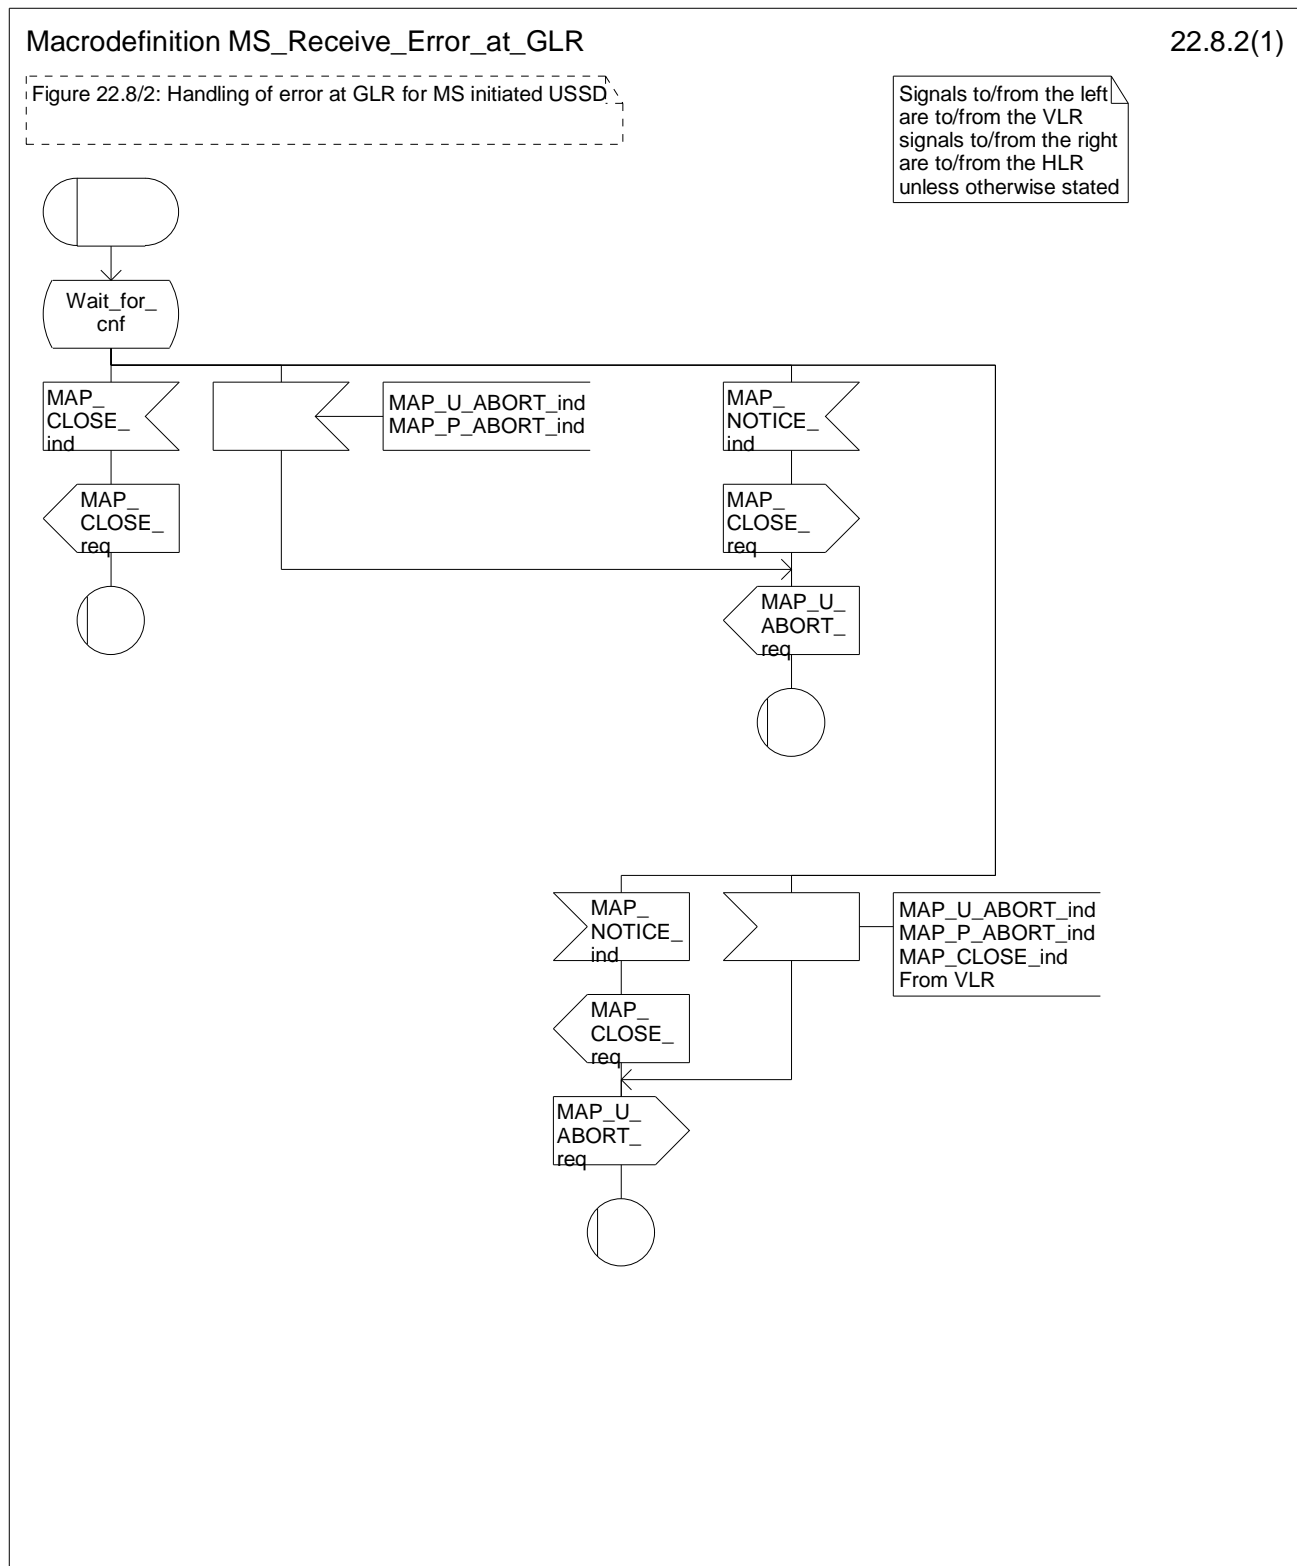 Macrodefinition MS_Receive_Error_at_GLR
22.8.2(1)
Figure 22.8/2: Handling of error at GLR for MS initiated USSD
Signals to/from the left
are to/from the VLR
signals to/from the right
are to/from the HLR
unless otherwise stated
Wait_for_
cnf
MAP_
CLOSE_
ind
MAP_U_ABORT_ind
MAP_P_ABORT_ind
MAP_
NOTICE_
ind
MAP_
CLOSE_
req
MAP_
CLOSE_
req
MAP_U_
ABORT_
req
MAP_
NOTICE_
ind
MAP_U_ABORT_ind
MAP_P_ABORT_ind
MAP_CLOSE_ind
From VLR
MAP_
CLOSE_
req
MAP_U_
ABORT_
req